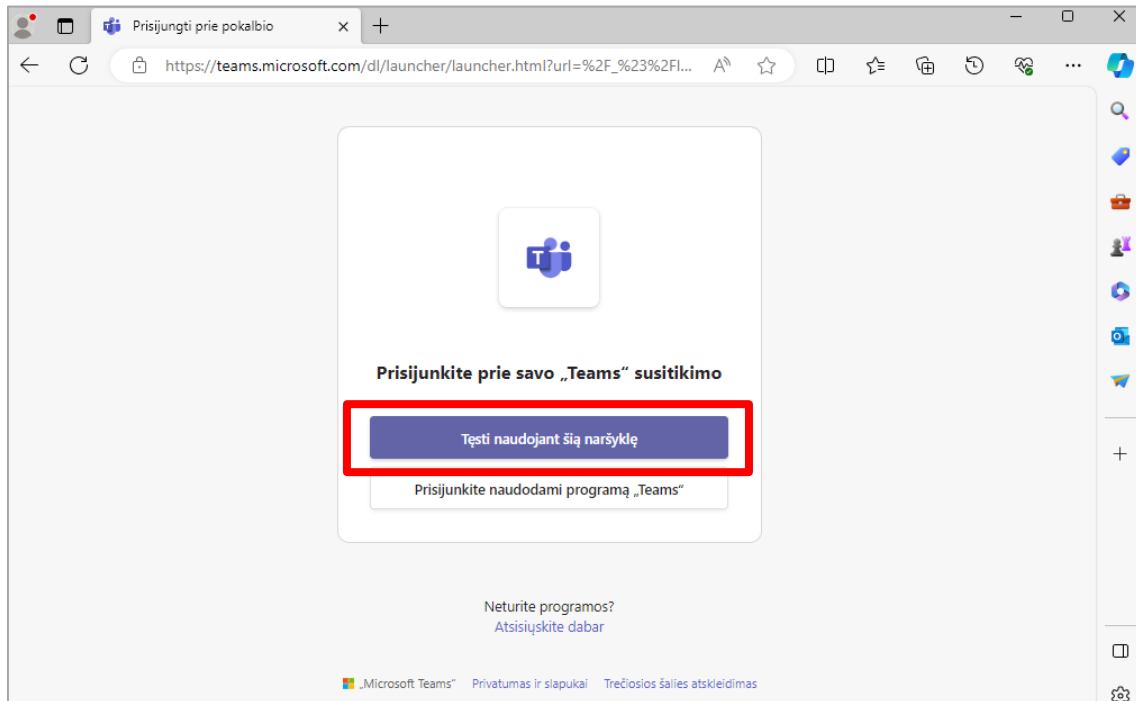 Prisijungti prie pokalbio
https://teams.microsoft.com/dl/launcher/launcher.html?url=%2F_%23%2Fl...
Prisijunkite prie savo „Teams“ susitikimo
Tęsti naudojant šią naršyklę
Prisijunkite naudodami programą „Teams“
Neturite programos?
Atsisiųskite dabar
„Microsoft Teams“ Privatumas ir slapukai Trečiosios šalies atskleidimas